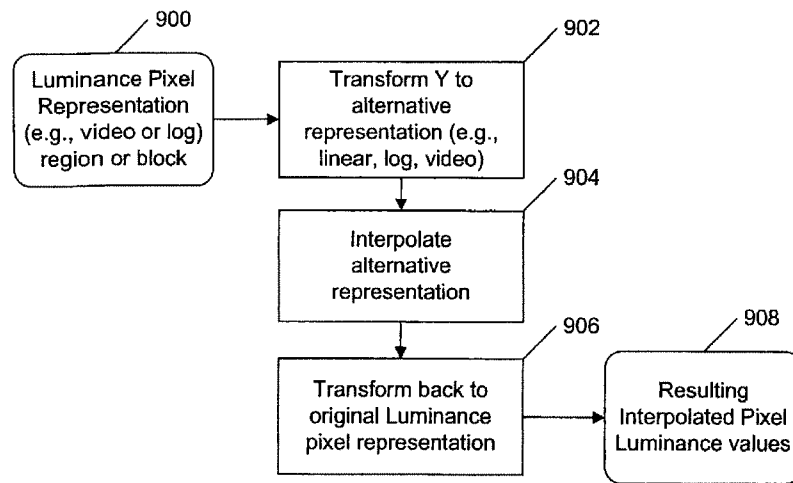 900
Luminance Pixel
Representation
(e.g., video or log)
region or block
902
Transform Y to
alternative
representation (e.g.,
linear, log, video)
904
Interpolate
alternative
representation
906
Transform back to
original Luminance
pixel representation
908
Resulting
Interpolated Pixel
Luminance values